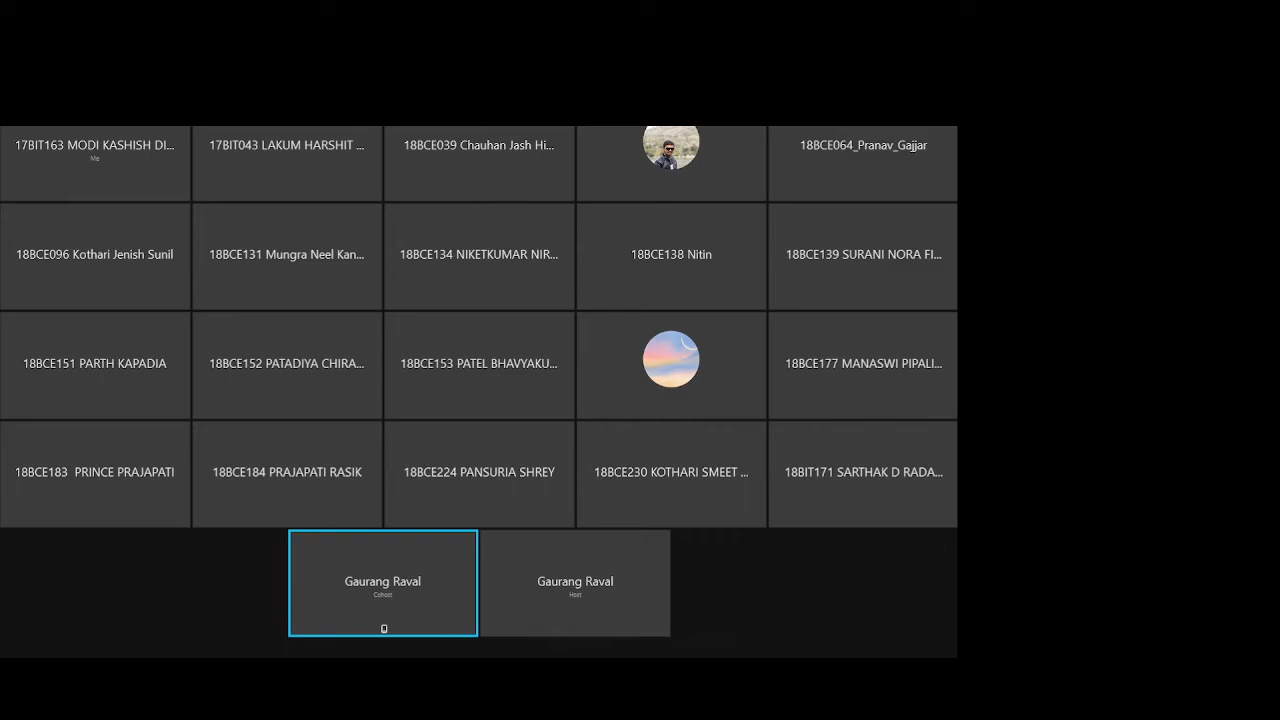 17BIT163 MODI KASHISH DI...
Me
17BIT043 LAKUM HARSHIT ...
18BCE039 Chauhan Jash Hi...
18BCE064_Pranav_Gajjar
18BCE096 Kothari Jenish Sunil
18BCE131 Mungra Neel Kan...
18BCE134 NIKETKUMAR NIR...
18BCE138 Nitin
18BCE139 SURANI NORA FI...
18BCE151 PARTH KAPADIA
18BCE152 PATADIYA CHIRA...
18BCE153 PATEL BHAVYAKU...
18BCE177 MANASWI PIPALI...
18BCE183  PRINCE PRAJAPATI
18BCE184 PRAJAPATI RASIK
18BCE224 PANSURIA SHREY
18BCE230 KOTHARI SMEET ...
18BIT171 SARTHAK D RADA...
Gaurang Raval
Cohost
Gaurang Raval
Host